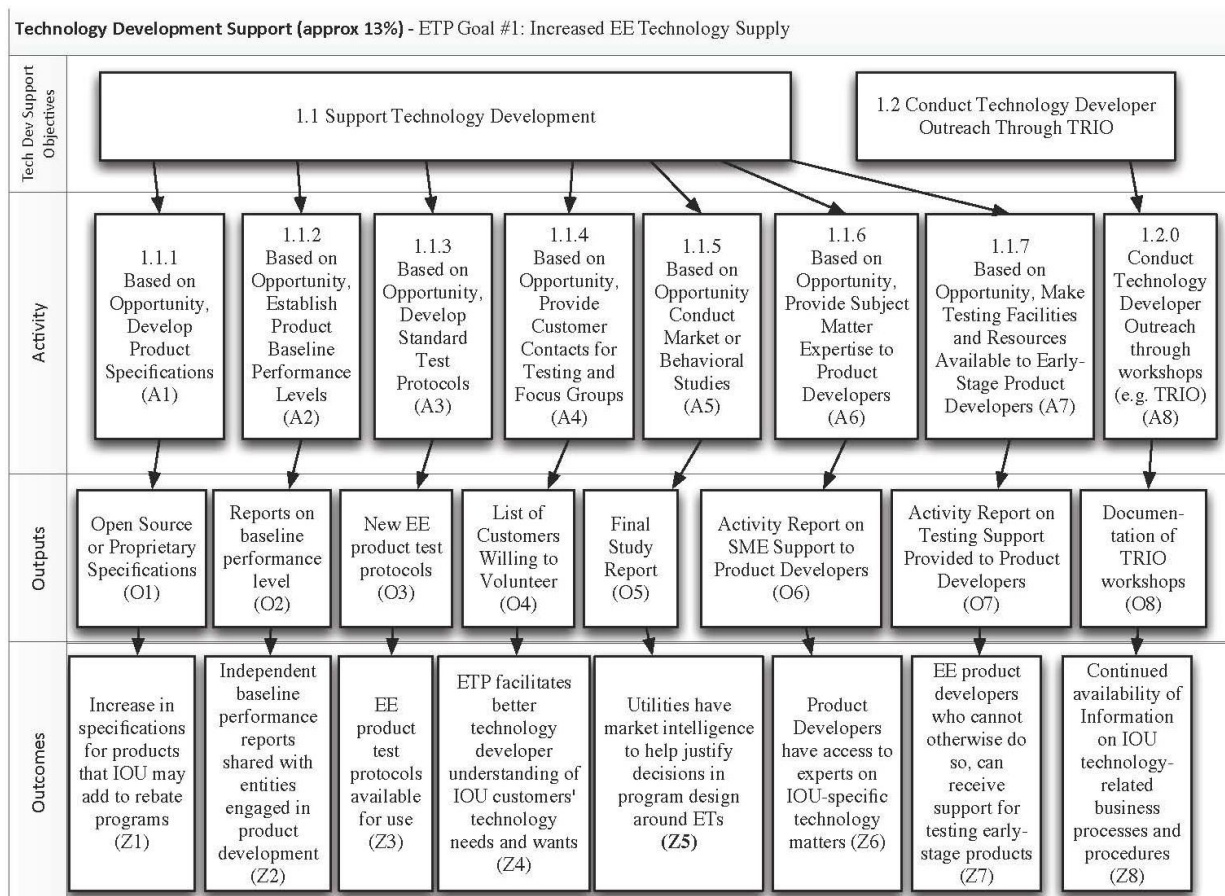 Technology Development Support (approx 13%) - ETP Goal #1: Increased EE Technology Supply
Tech Dev Support
Objectives
1.1 Support Technology Development
1.2 Conduct Technology Developer
Outreach Through TRIO
Activity
1.1.1
Based on
Opportunity,
Develop
Product
Specifications
(A1)
1.1.2
Based on
Opportunity,
Establish
Product
Baseline
Performance
Levels
(A2)
1.1.3
Based on
Opportunity,
Develop
Standard
Test
Protocols
(A3)
1.1.4
Based on
Opportunity,
Provide
Customer
Contacts for
Testing and
Focus Groups
(A4)
1.1.5
Based on
Opportunity
Conduct
Market or
Behavioral
Studies
(A5)
1.1.6
Based on
Opportunity,
Provide Subject
Matter
Expertise to
Product
Developers
(A6)
1.1.7
Based on
Opportunity, Make
Testing Facilities
and Resources
Available to Early-
Stage Product
Developers (A7)
1.2.0
Conduct
Technology
Developer
Outreach
through
workshops
(e.g. TRIO)
(A8)
Outputs
Open Source
or Proprietary
Specifications
(O1)
Reports on
baseline
performance
level
(O2)
New EE
product test
protocols
(O3)
List of
Customers
Willing to
Volunteer
(O4)
Final
Study
Report
(O5)
Activity Report on
SME Support to
Product Developers
(O6)
Activity Report on
Testing Support
Provided to Product
Developers
(O7)
Documen-
tation of
TRIO
workshops
(O8)
Outcomes
Increase in
specifications
for products
that IOU may
add to rebate
programs
(Z1)
Independent
baseline
performance
reports
shared with
entities
engaged in
product
development
(Z2)
EE
product
test
protocols
available
for use
(Z3)
ETP facilitates
better
technology
developer
understanding of
IOU customers'
technology
needs and wants
(Z4)
Utilities have
market intelligence
to help justify
decisions in
program design
around ETs
(Z5)
Product
Developers
have access to
experts on
IOU-specific
technology
matters (Z6)
EE product
developers
who cannot
otherwise do
so, can
receive
support for
testing early-
stage products
(Z7)
Continued
availability of
Information
on IOU
technology-
related
business
processes and
procedures
(Z8)